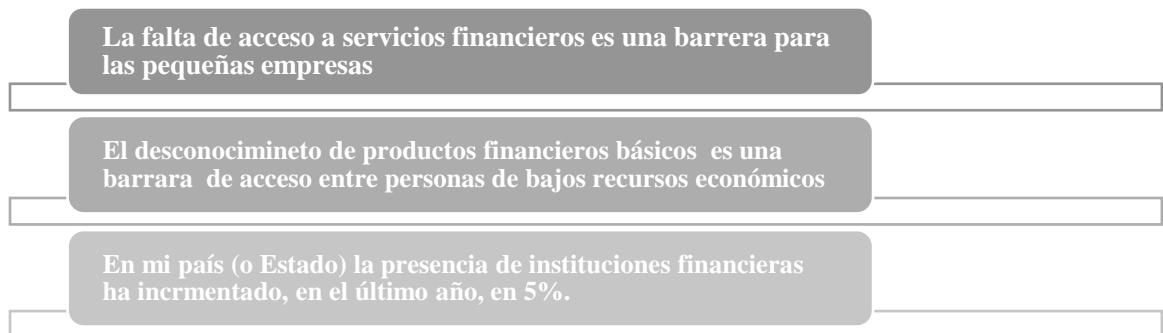 La falta de acceso a servicios financieros es una barrera para
las pequeñas empresas
El desconocimineto de productos financieros básicos es una
barrara de acceso entre personas de bajos recursos económicos
En mi país (o Estado) la presencia de instituciones financieras
ha incrmentado, en el último año, en 5%.